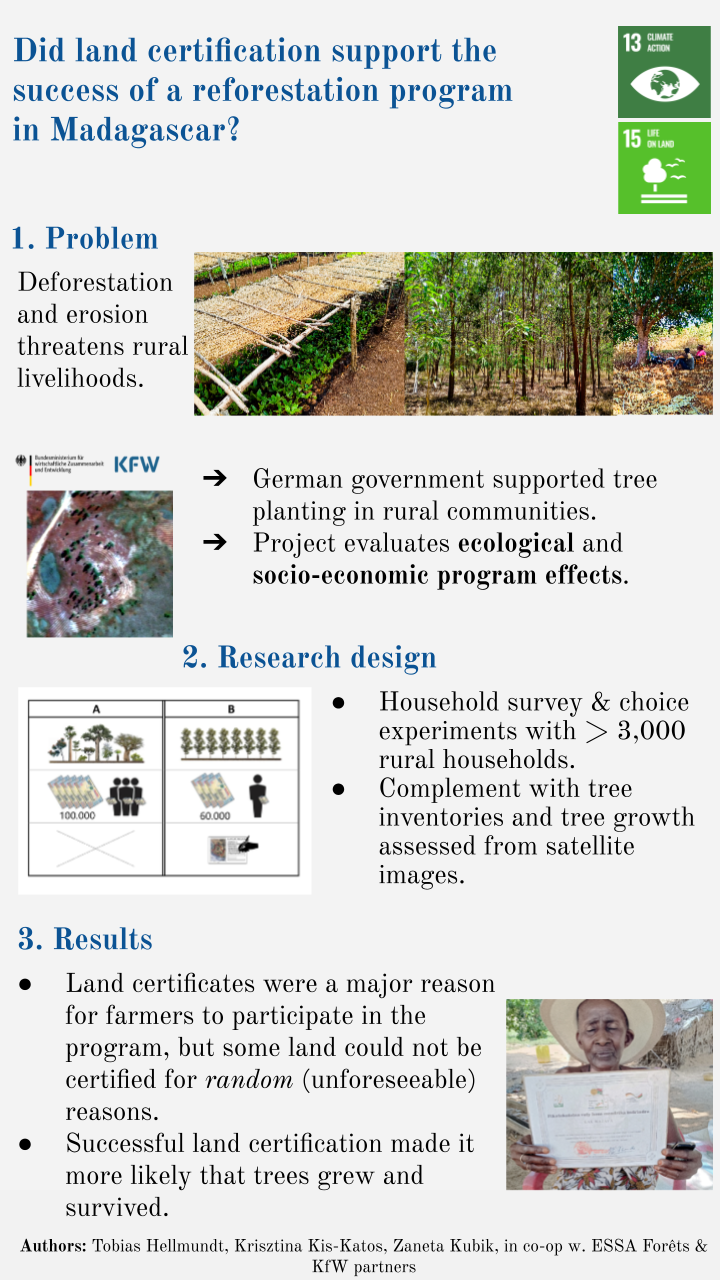 Did land certification support the
success of a reforestation program
in Madagascar?
13 CLIMATE
ACTION
15 LIFE
ON LAND
1. Problem
Deforestation
and erosion
threatens rural
livelihoods.
Bundesministerium für
wirtschaftliche Zusammenarbeit
und Entwicklung
KFW
➔ German government supported tree
planting in rural communities.
➔ Project evaluates ecological and
socio-economic program effects.
2. Research design
A B
100.000 60.000
● Household survey & choice
experiments with > 3,000
rural households.
● Complement with tree
inventories and tree growth
assessed from satellite
images.
3. Results
● Land certificates were a major reason
for farmers to participate in the
program, but some land could not be
certified for random (unforeseeable)
reasons.
● Successful land certification made it
more likely that trees grew and
survived.
Authors: Tobias Hellmundt, Krisztina Kis-Katos, Zaneta Kubik, in co-op w. ESSA Forêts &
KfW partners